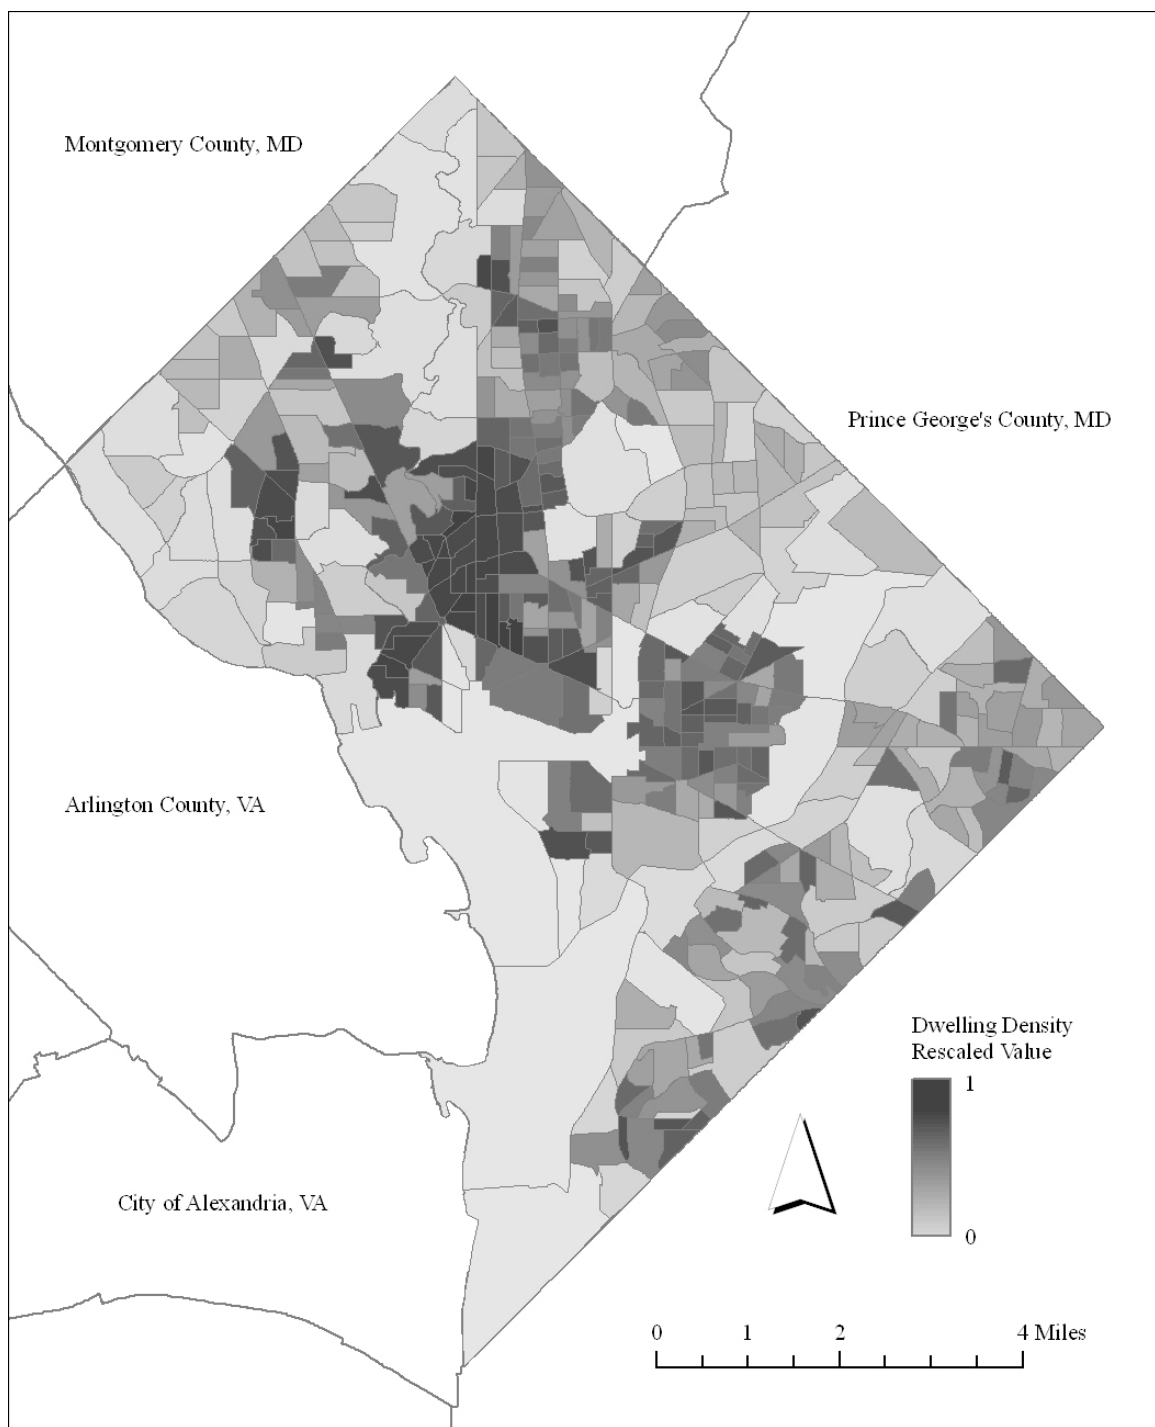 Montgomery County, MD
Prince George's County, MD
Arlington County, VA
Dwelling Density
Rescaled Value
1
0
City of Alexandria, VA
0 1 2 4 Miles